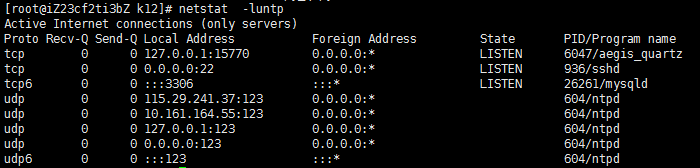 [root@iZ23cf2ti3bZ k12]# netstat  -luntp
Active Internet connections (only servers)
Proto Recv-Q Send-Q Local Address           Foreign Address         State       PID/Program name
tcp        0      0 127.0.0.1:15770         0.0.0.0:*               LISTEN      6047/aegis_quartz
tcp        0      0 0.0.0.0:22              0.0.0.0:*               LISTEN      936/sshd
tcp6       0      0 :::3306                 :::*                    LISTEN      26261/mysqld
udp        0      0 115.29.241.37:123       0.0.0.0:*                           604/ntpd
udp        0      0 10.161.164.55:123       0.0.0.0:*                           604/ntpd
udp        0      0 127.0.0.1:123           0.0.0.0:*                           604/ntpd
udp        0      0 0.0.0.0:123             0.0.0.0:*                           604/ntpd
udp6       0      0 :::123                  :::*                                604/ntpd